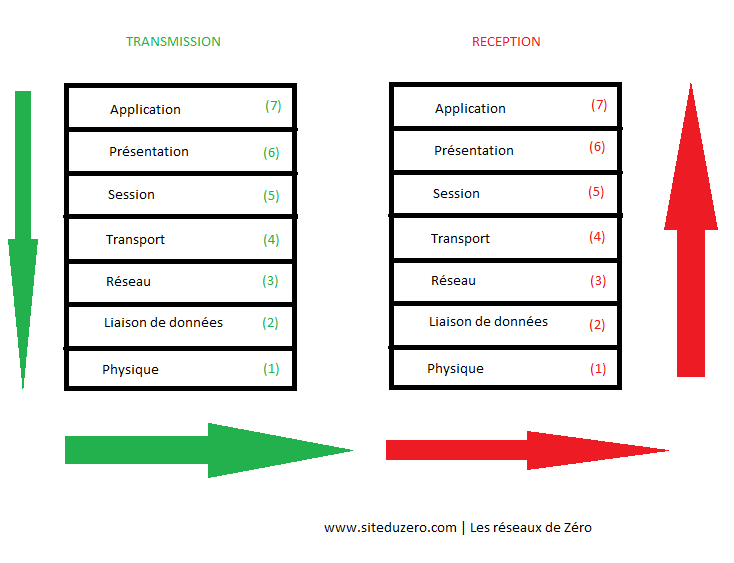 TRANSMISSION
RECEPTION
Application (7)
Présentation (6)
Session (5)
Transport (4)
Réseau (3)
Liaison de données (2)
Physique (1)
Application (7)
Présentation (6)
Session (5)
Transport (4)
Réseau (3)
Liaison de données (2)
Physique (1)
www.siteduzero.com | Les réseaux de Zéro